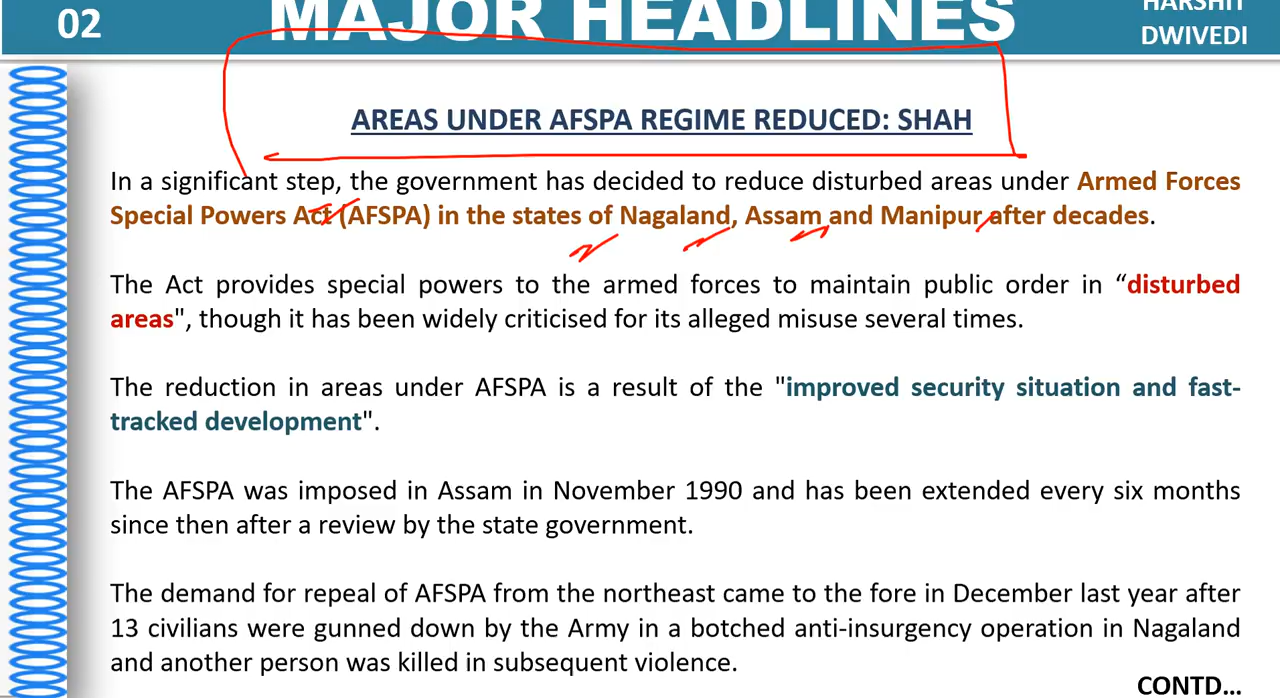 02
MAJOR HEADLINES
HARSHIT
DWIVEDI
AREAS UNDER AFSPA REGIME REDUCED: SHAH
In a significant step, the government has decided to reduce disturbed areas under Armed Forces
Special Powers Act (AFSPA) in the states of Nagaland, Assam and Manipur after decades.
The Act provides special powers to the armed forces to maintain public order in “disturbed
areas", though it has been widely criticised for its alleged misuse several times.
The reduction in areas under AFSPA is a result of the "improved security situation and fast-
tracked development".
The AFSPA was imposed in Assam in November 1990 and has been extended every six months
since then after a review by the state government.
The demand for repeal of AFSPA from the northeast came to the fore in December last year after
13 civilians were gunned down by the Army in a botched anti-insurgency operation in Nagaland
and another person was killed in subsequent violence.
CONTD...